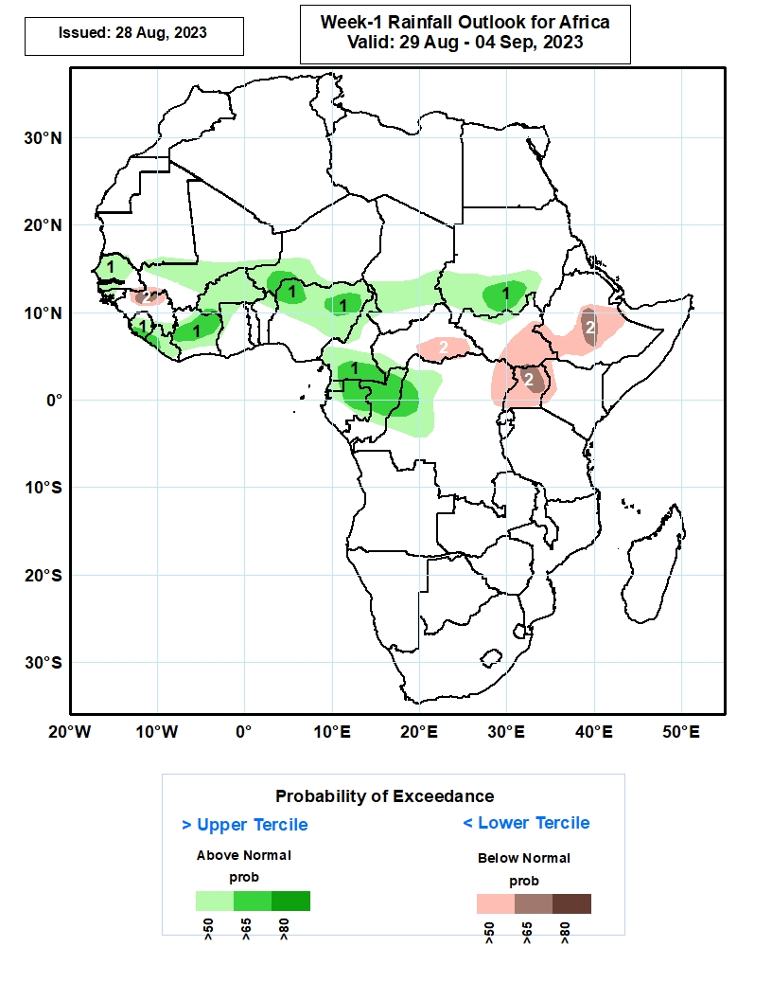 Issued: 28 Aug, 2023
Week-1 Rainfall Outlook for Africa
Valid: 29 Aug - 04 Sep, 2023
30°N
20°N
10°N
0°
10°S
20°S
30°S
1
2
1
1
1
1
1
1
2
2
2
20°W
10°W
0°
10°E
20°E
30°E
40°E
50°E
Probability of Exceedance
> Upper Tercile
< Lower Tercile
Above Normal
Below Normal
prob
prob
>50
>65
>80
>50
>65
>80